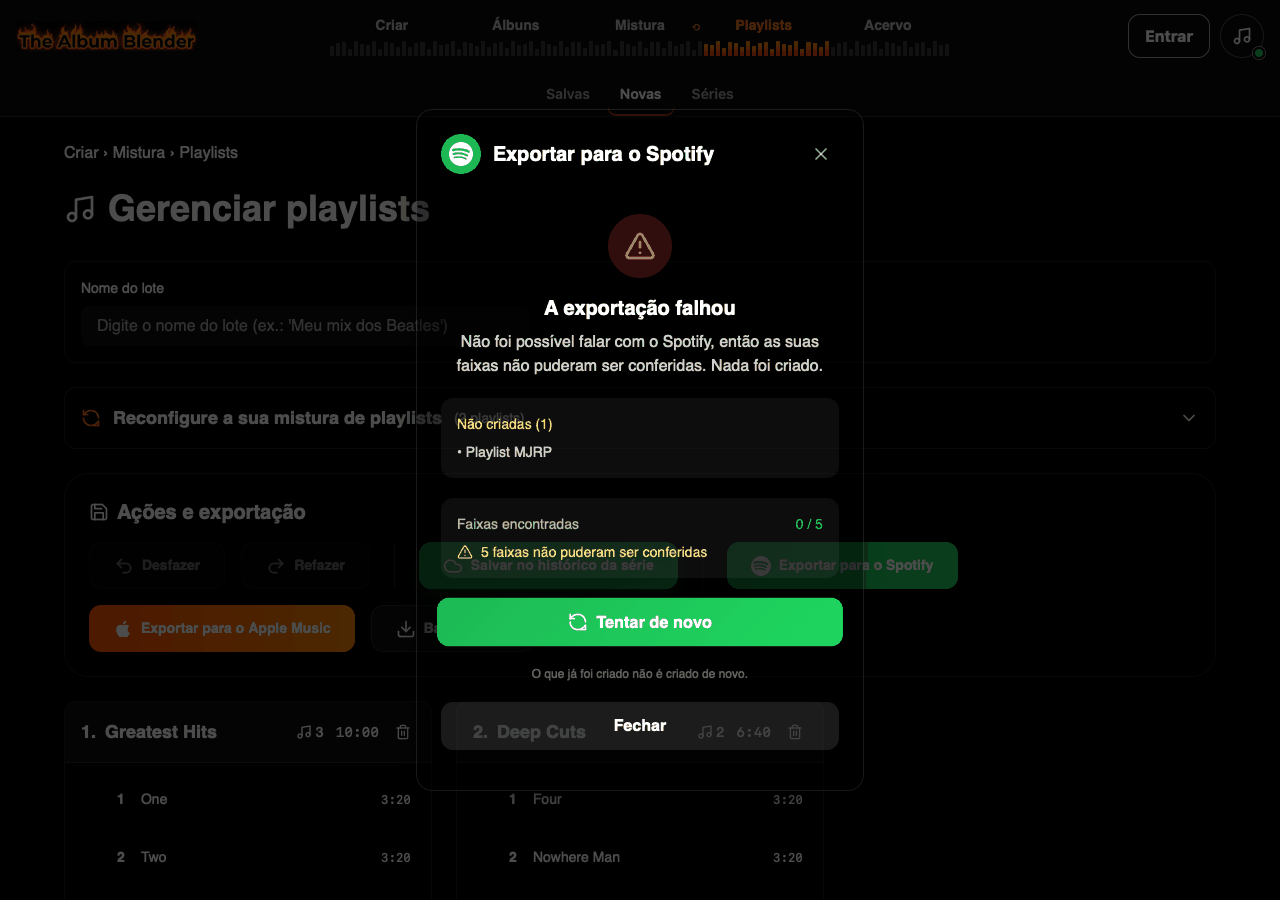 The Album Blender
Criar
Álbuns
Mistura
Playlists
Acervo
Entrar
Salvas
Novas
Séries
Criar › Mistura › Playlists
Gerenciar playlists
Exportar para o Spotify
Nome do lote
Digite o nome do lote (ex.: 'Meu mix dos Beatles')
A exportação falhou
Não foi possível falar com o Spotify, então as suas
faixas não puderam ser conferidas. Nada foi criado.
Reconfigure a sua mistura de playlists
Não criadas (1)
• Playlist MJRP
Ações e exportação
Faixas encontradas
0 / 5
5 faixas não puderam ser conferidas
Desfazer
Refazer
Salvar no histórico da série
Exportar para o Spotify
Exportar para o Apple Music
Tentar de novo
O que já foi criado não é criado de novo.
Fechar
1. Greatest Hits
3 10:00
2. Deep Cuts
2 6:40
1 One 3:20
1 Four 3:20
2 Two 3:20
2 Nowhere Man 3:20